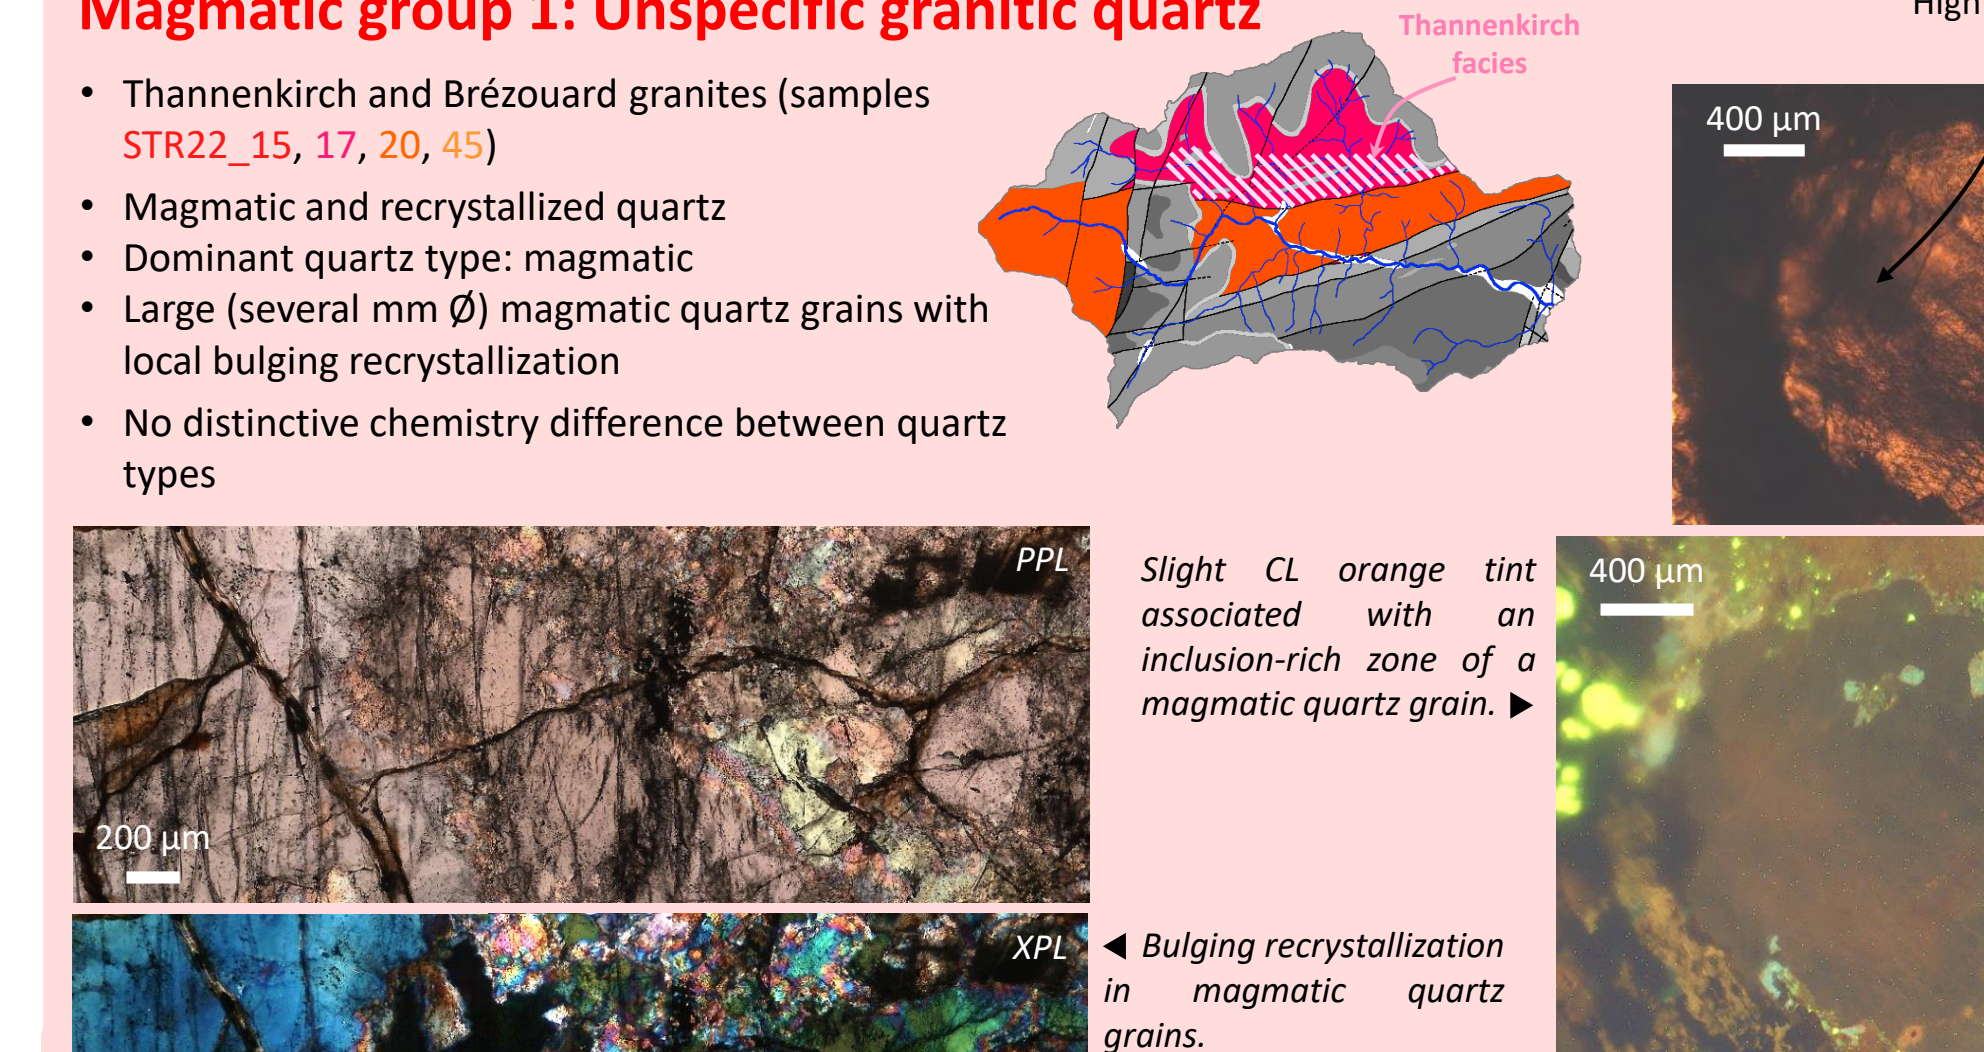 Magmatic group 1: Unspecific granitic quartz
High
Thannenkirch
facies
• Thannenkirch and Brézouard granites (samples
STR22_15, 17, 20, 45)
• Magmatic and recrystallized quartz
• Dominant quartz type: magmatic
• Large (several mm Ø) magmatic quartz grains with
local bulging recrystallization
• No distinctive chemistry difference between quartz
types
400 µm
PPL
200 µm
Slight CL orange tint
associated with an
inclusion-rich zone of a
magmatic quartz grain. ▶
400 µm
XPL
◀ Bulging recrystallization
in magmatic quartz
grains.